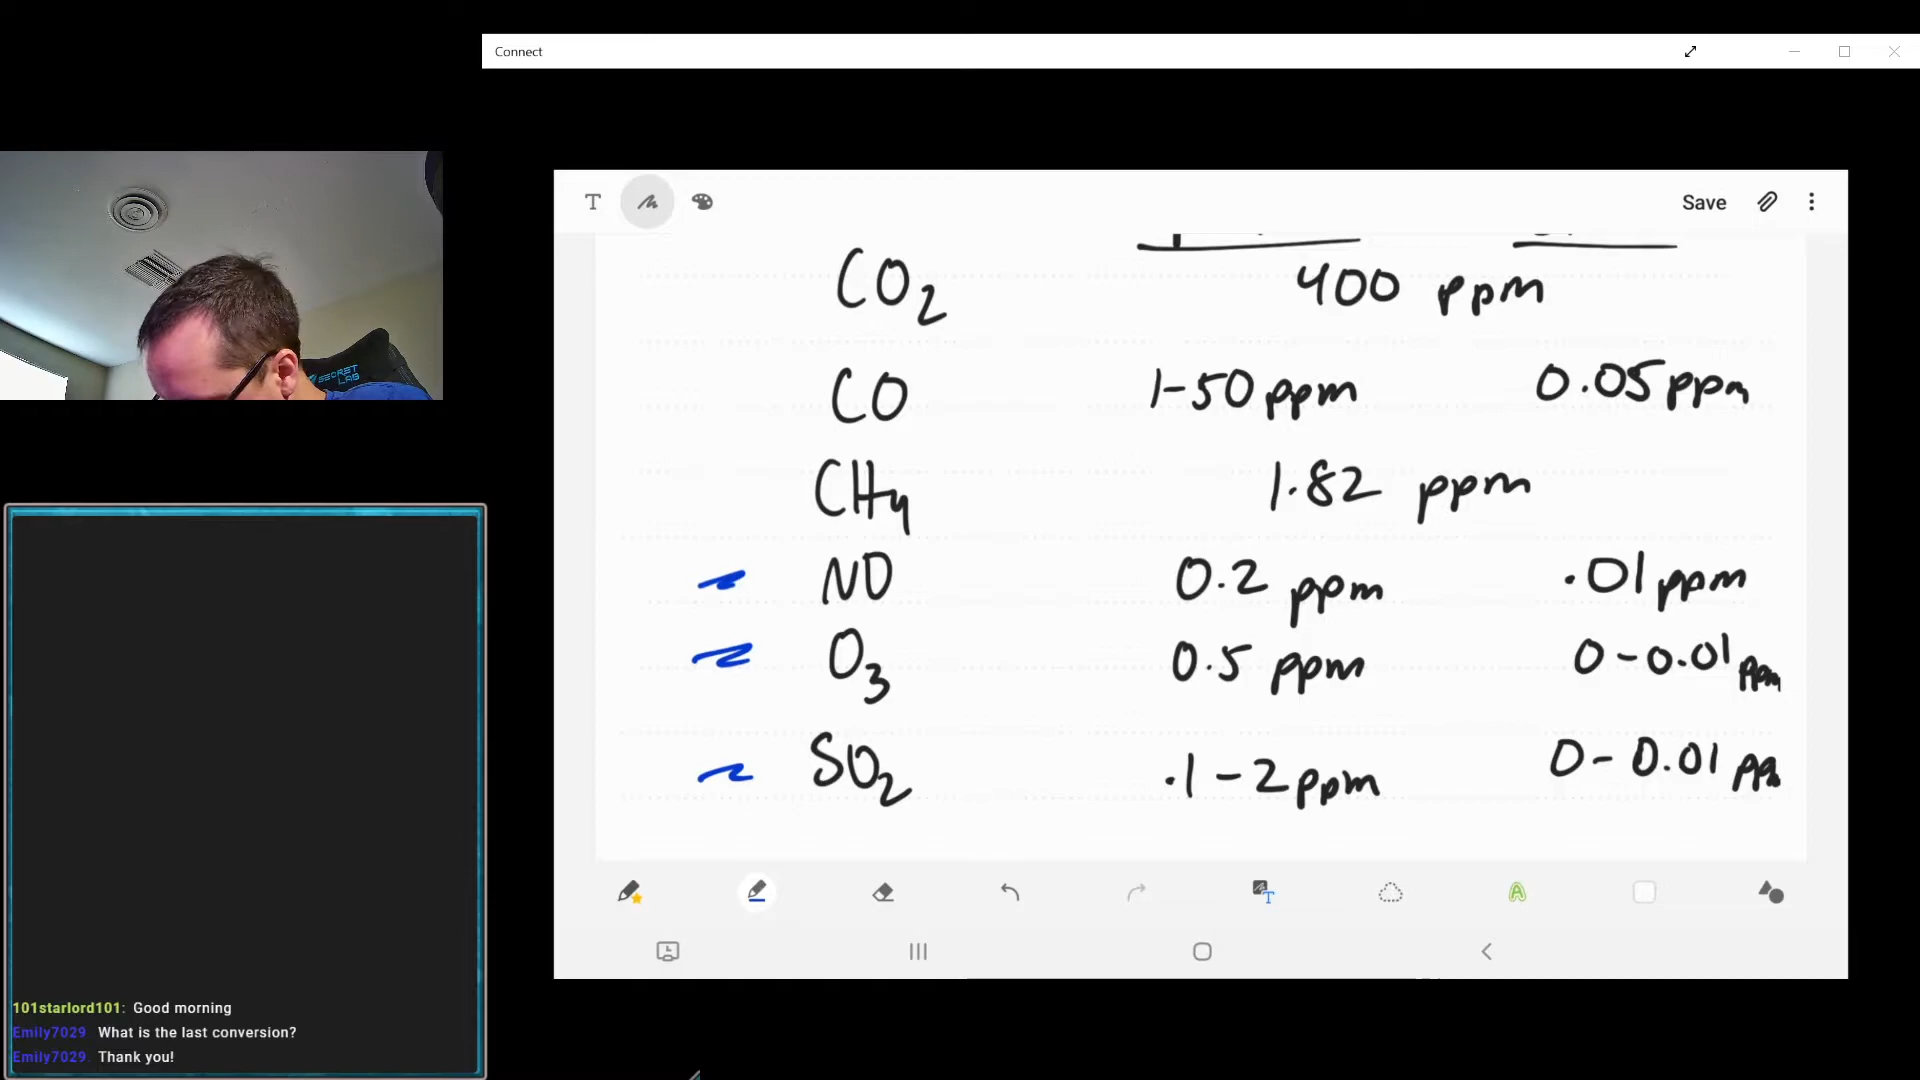 Connect
SECRET
LAB
T
Save
CO2 400 ppm
CO 1-50 ppm 0.05 ppm
CH4 1.82 ppm
NO 0.2 ppm .01 ppm
O3 0.5 ppm 0-0.01 ppm
SO2 .1-2 ppm 0-0.01 ppm
101starlord101: Good morning
Emily7029: What is the last conversion?
Emily7029: Thank you!